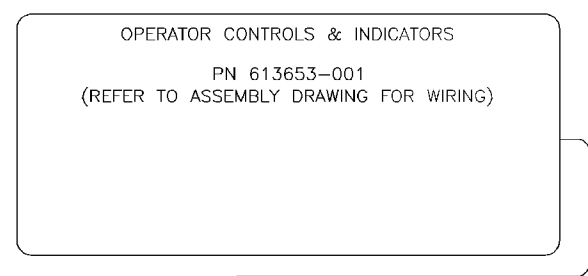 OPERATOR CONTROLS & INDICATORS
PN 613653-001
(REFER TO ASSEMBLY DRAWING FOR WIRING)